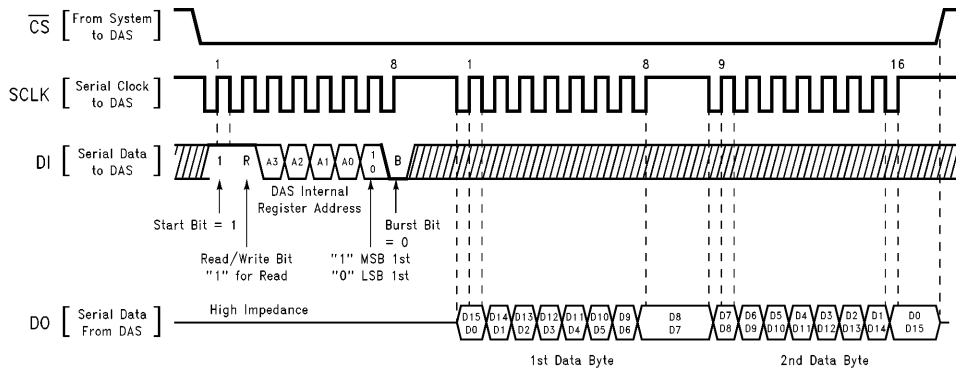 CS [ From System to DAS ]
1 8 1 8 9 16
SCLK [ Serial Clock to DAS ]
DI [ Serial Data to DAS ]
1 R A3 A2 A1 A0 1 0 B
DAS Internal
Register Address
Start Bit = 1
Burst Bit
= 0
Read/Write Bit
"1" for Read
"1" MSB 1st
"0" LSB 1st
DO [ Serial Data From DAS ]
High Impedance
D15 D14 D13 D12 D11 D10 D9 D8 D7 D6 D5 D4 D3 D2 D1 D0
D0 D1 D2 D3 D4 D5 D6 D7 D8 D9 D10 D11 D12 D13 D14 D15
1st Data Byte
2nd Data Byte